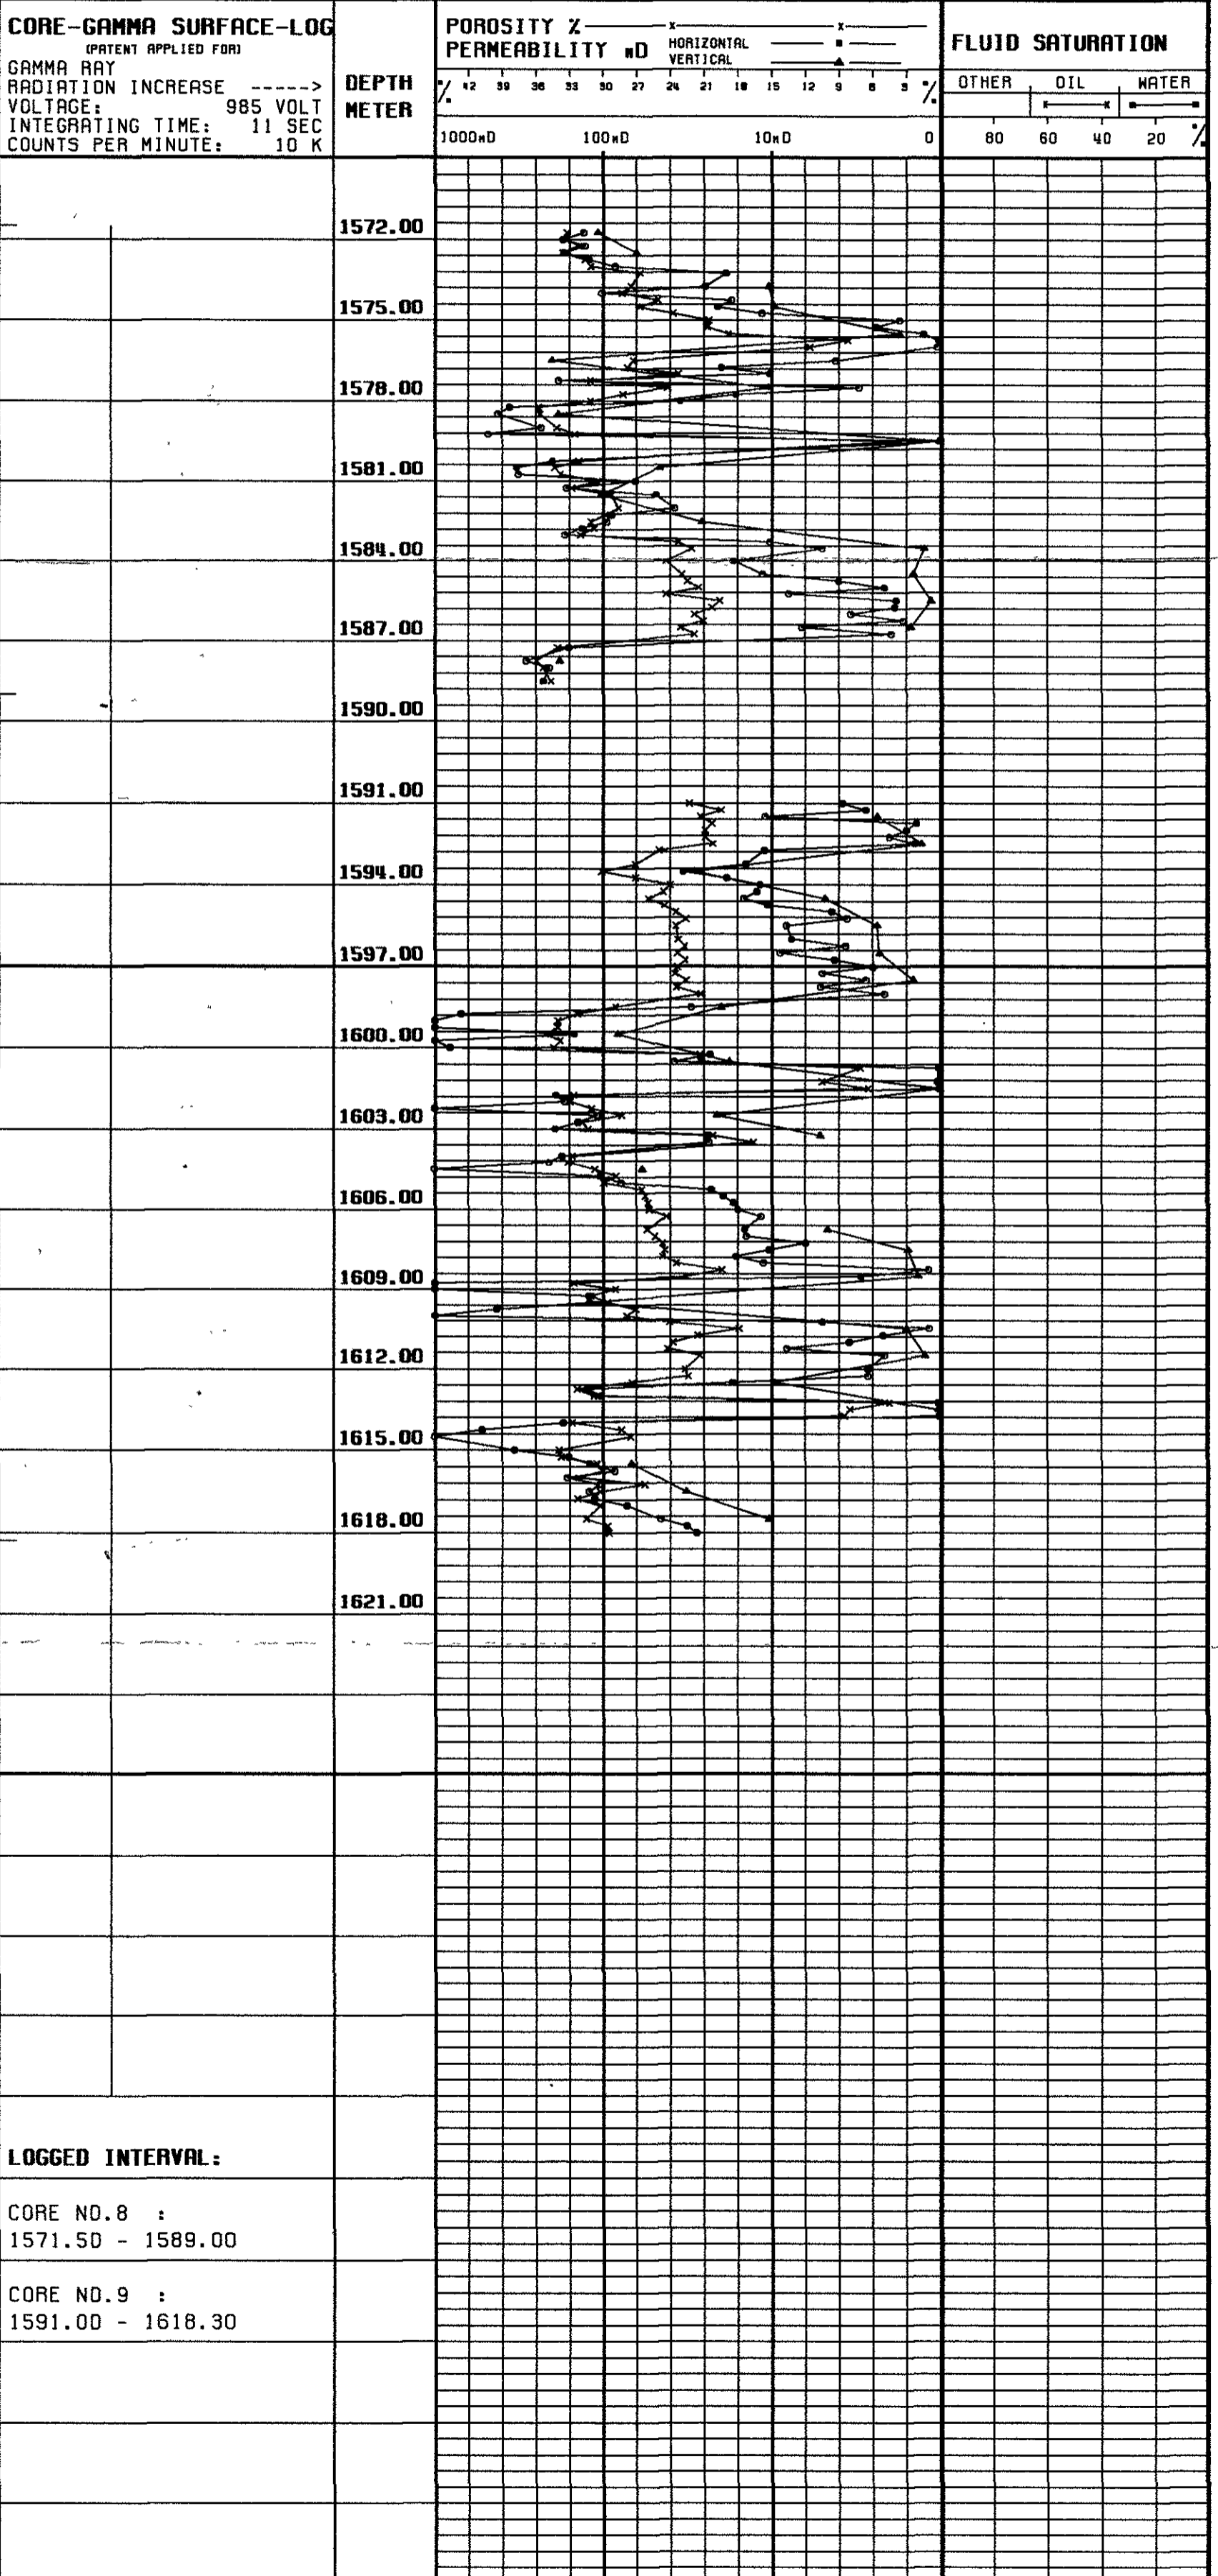 CORE-GAMMA SURFACE-LOG
(PATENT APPLIED FOR)
GAMMA RAY
RADIATION INCREASE ----->
VOLTAGE: 985 VOLT
INTEGRATING TIME: 11 SEC
COUNTS PER MINUTE: 10 K
DEPTH
METER
POROSITY %
PERMEABILITY mD
HORIZONTAL
VERTICAL
% 42 39 36 33 30 27 24 21 18 15 12 9 6 3 %
1000mD 100mD 10mD 0
FLUID SATURATION
OTHER OIL WATER
80 60 40 20 %
1572.00
1575.00
1578.00
1581.00
1584.00
1587.00
1590.00
1591.00
1594.00
1597.00
1600.00
1603.00
1606.00
1609.00
1612.00
1615.00
1618.00
1621.00
LOGGED INTERVAL:
CORE NO.8 :
1571.50 - 1589.00
CORE NO.9 :
1591.00 - 1618.30